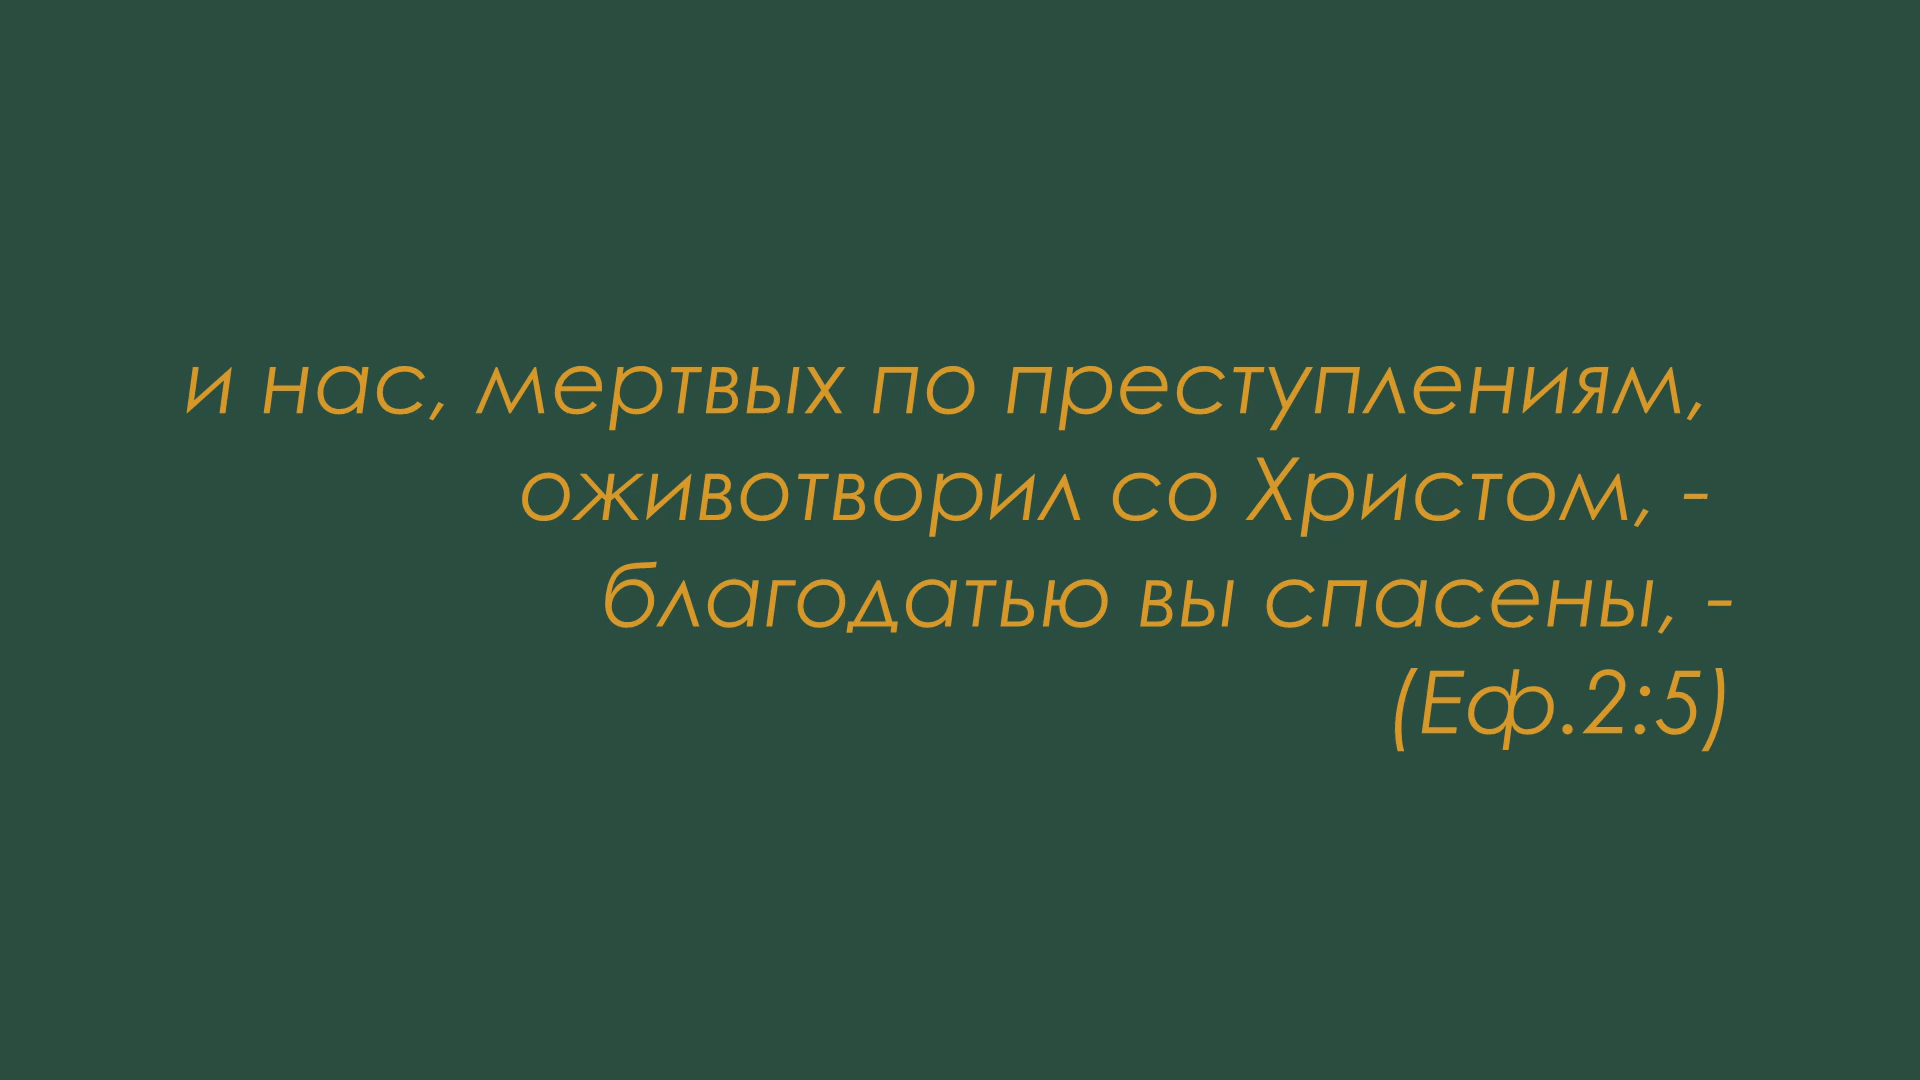 и нас, мертвых по преступлениям,
оживотворил со Христом, -
благодатью вы спасены, -
(Еф.2:5)